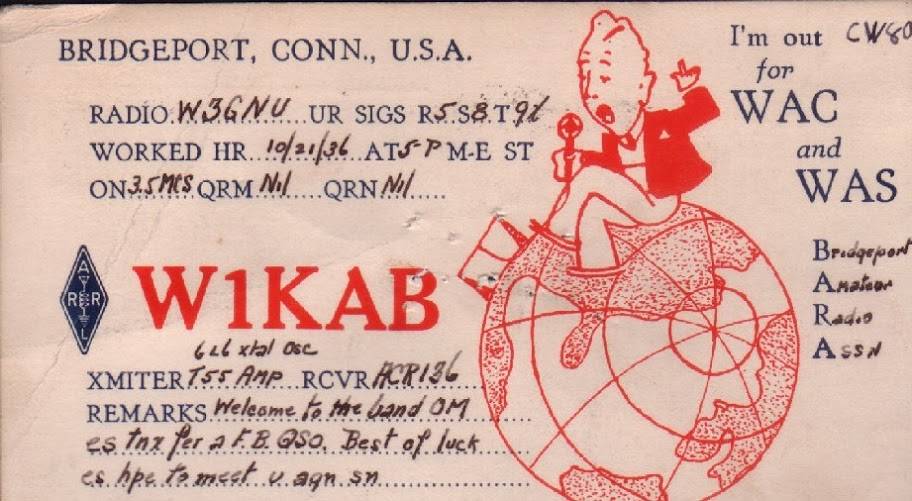 BRIDGEPORT, CONN., U.S.A.
I'm out CW80
for
WAC
and
WAS
RADIO W3GNU UR SIGS R5 S8 T9X
WORKED HR 10/21/36 AT 5-P M-E ST
ON 3.5 MCS QRM Nil QRN Nil
Bridgeport
Amateur
Radio
Assn
ARRL
W1KAB
6L6 xtal Osc
XMITER T55 AMP RCVR ACR136
REMARKS Welcome to the band OM
es tnx fer a F.B. QSO. Best of luck
es hpe to meet u agn sn